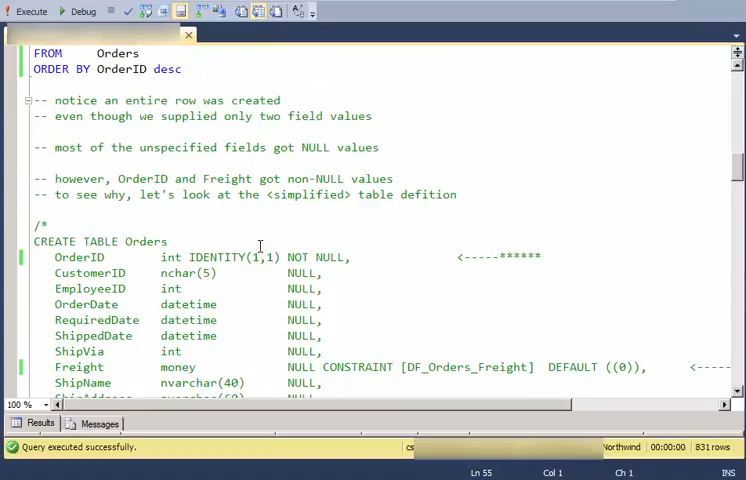 Execute Debug
FROM Orders
ORDER BY OrderID desc
-- notice an entire row was created
-- even though we supplied only two field values
-- most of the unspecified fields got NULL values
-- however, OrderID and Freight got non-NULL values
-- to see why, let's look at the <simplified> table defition
/*
CREATE TABLE Orders
OrderID int IDENTITY(1,1) NOT NULL, <-----******
CustomerID nchar(5) NULL,
EmployeeID int NULL,
OrderDate datetime NULL,
RequiredDate datetime NULL,
ShippedDate datetime NULL,
ShipVia int NULL,
Freight money NULL CONSTRAINT [DF_Orders_Freight] DEFAULT ((0)), <-----
ShipName nvarchar(40) NULL,
100 %
Results Messages
Query executed successfully. cs Northwind 00:00:00 831 rows
Ln 55 Col 1 Ch 1 INS